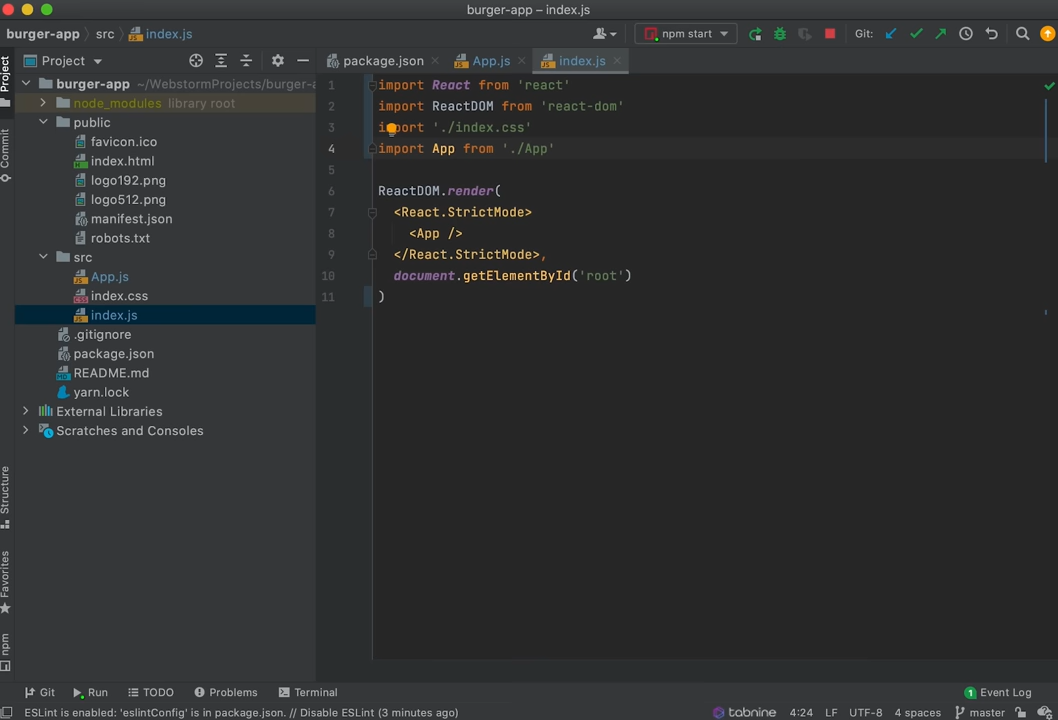 burger-app – index.js
burger-app src index.js
npm start
Git:
Project
package.json
App.js
index.js
Project
Commit
Structure
Favorites
npm
burger-app ~/WebstormProjects/burger-a
node_modules library root
public
favicon.ico
index.html
logo192.png
logo512.png
manifest.json
robots.txt
src
App.js
index.css
index.js
.gitignore
package.json
README.md
yarn.lock
External Libraries
Scratches and Consoles
1 import React from 'react'
2 import ReactDOM from 'react-dom'
3 import './index.css'
4 import App from './App'
5
6 ReactDOM.render(
7 <React.StrictMode>
8 <App />
9 </React.StrictMode>,
10 document.getElementById('root')
11 )
Git Run TODO Problems Terminal 1 Event Log
ESLint is enabled: 'eslintConfig' is in package.json. // Disable ESLint (3 minutes ago) tabnine 4:24 LF UTF-8 4 spaces master